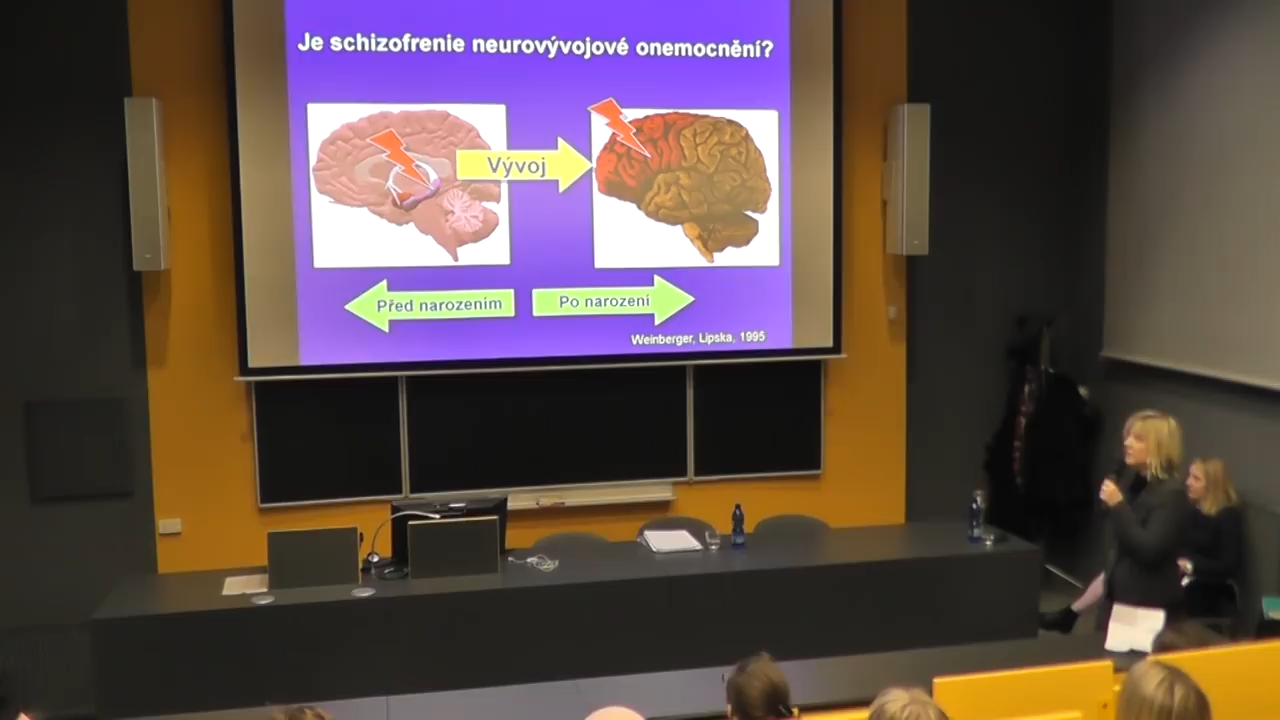 Je schizofrenie neurovývojové onemocnění?
Vývoj
Před narozením
Po narození
Weinberger, Lipska, 1995